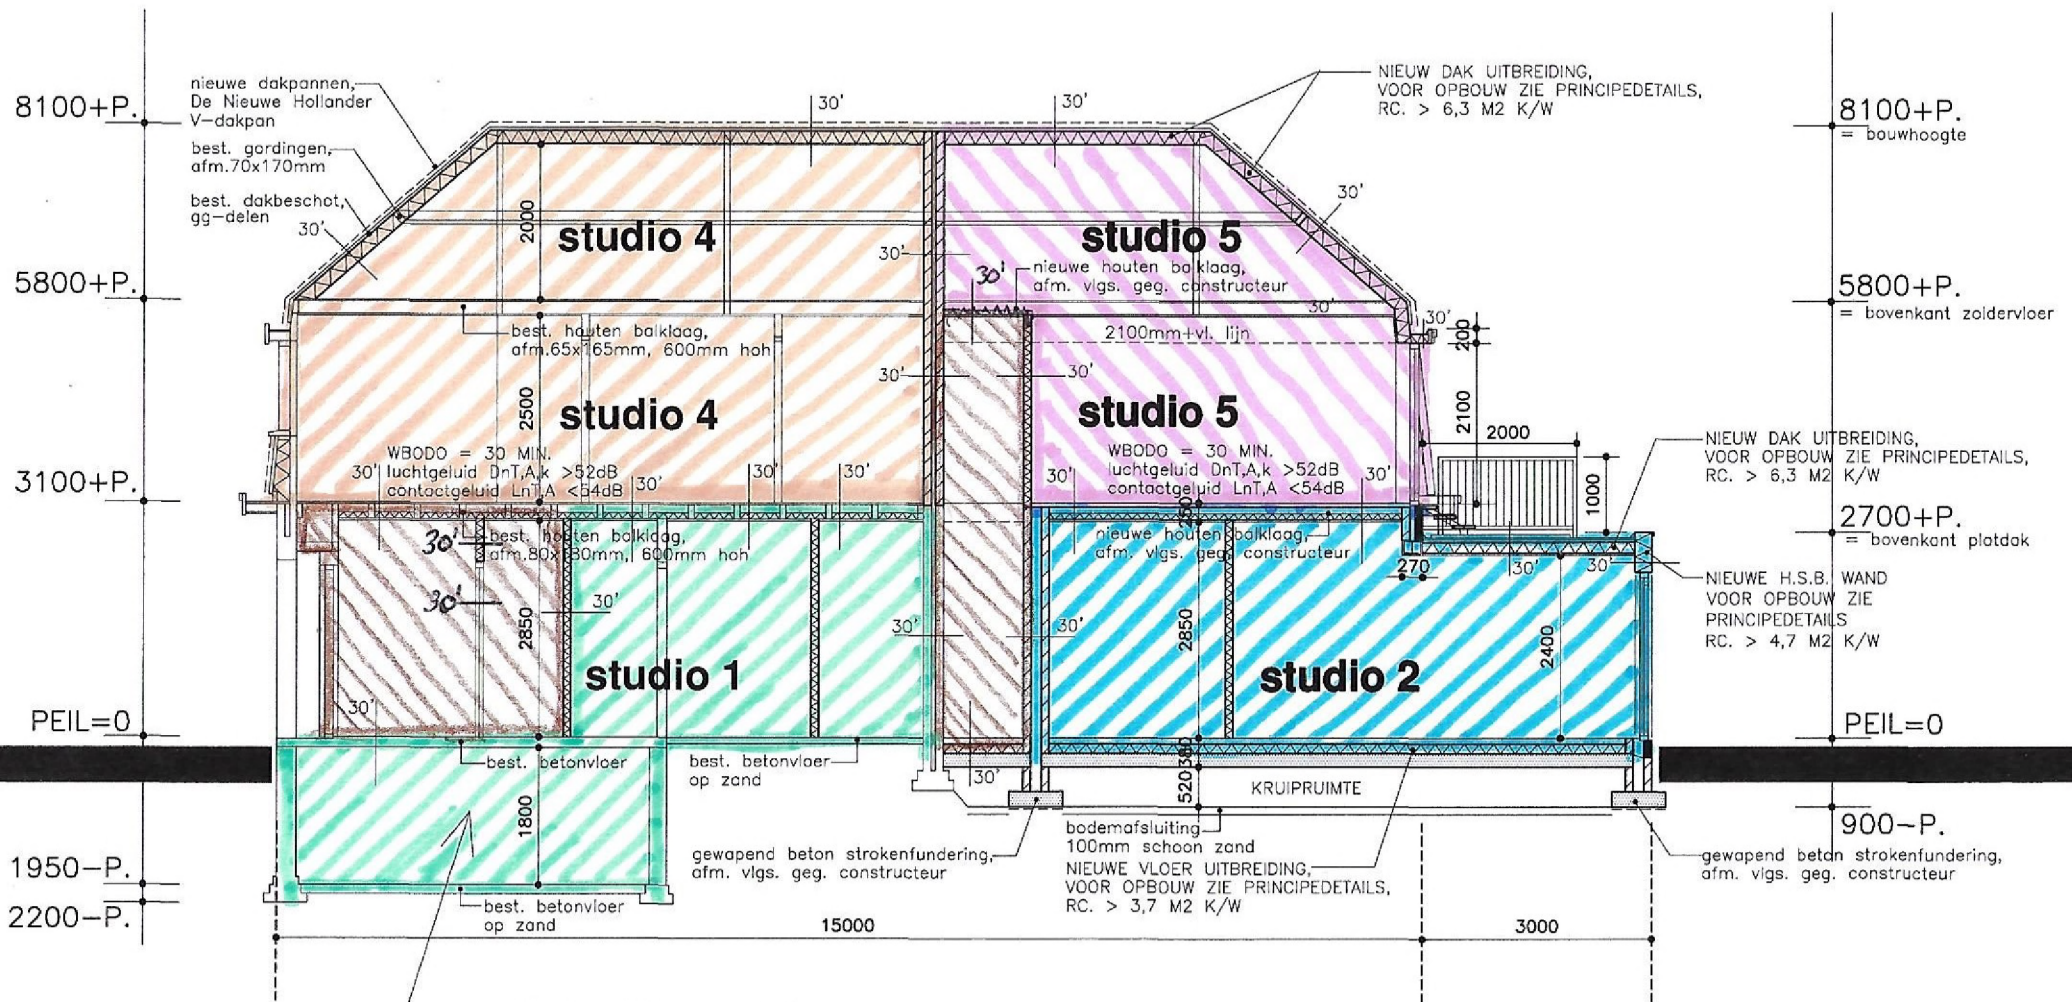 8100+P.
5800+P.
3100+P.
PEIL=0
1950-P.
2200-P.
nieuwe dakpannen,
De Nieuwe Hollander
V-dakpan
best. gordingen,
afm.70x170mm
best. dakbeschot,
gg-delen
30'
30'
30'
30'
NIEUW DAK UITBREIDING,
VOOR OPBOUW ZIE PRINCIPEDETAILS,
RC. > 6,3 M2 K/W
8100+P.
= bouwhoogte
5800+P.
= bovenkant zoldervloer
2700+P.
= bovenkant platdak
PEIL=0
900-P.
2000
studio 4
studio 5
30'
30'
nieuwe houten balklaag,
afm. vlgs. geg. constructeur
30'
30'
200
best. houten balklaag,
afm.65x165mm, 600mm hoh
2100mm+vl. lijn
30'
30'
2500
studio 4
studio 5
2100
2000
1000
WBODO = 30 MIN.
luchtgeluid DnT,A,k >52dB
contactgeluid LnT,A <54dB
30'
30'
30'
30'
WBODO = 30 MIN.
luchtgeluid DnT,A,k >52dB
contactgeluid LnT,A <54dB
30'
30'
NIEUW DAK UITBREIDING,
VOOR OPBOUW ZIE PRINCIPEDETAILS,
RC. > 6,3 M2 K/W
best. houten balklaag,
30'
30'
nieuwe houten balklaag,
afm. vlgs. geg. constructeur
270
30'
30'
NIEUWE H.S.B. WAND
VOOR OPBOUW ZIE
PRINCIPEDETAILS
RC. > 4,7 M2 K/W
30'
30'
30'
2850
2850
2400
studio 1
studio 2
30'
best. betonvloer
best. betonvloer
op zand
30'
520
KRUIPRUIMTE
1800
bodemafsluiting
100mm schoon zand
gewapend beton strokenfundering,
afm. vlgs. geg. constructeur
NIEUWE VLOER UITBREIDING,
VOOR OPBOUW ZIE PRINCIPEDETAILS,
RC. > 3,7 M2 K/W
gewapend beton strokenfundering,
afm. vlgs. geg. constructeur
best. betonvloer
op zand
15000
3000